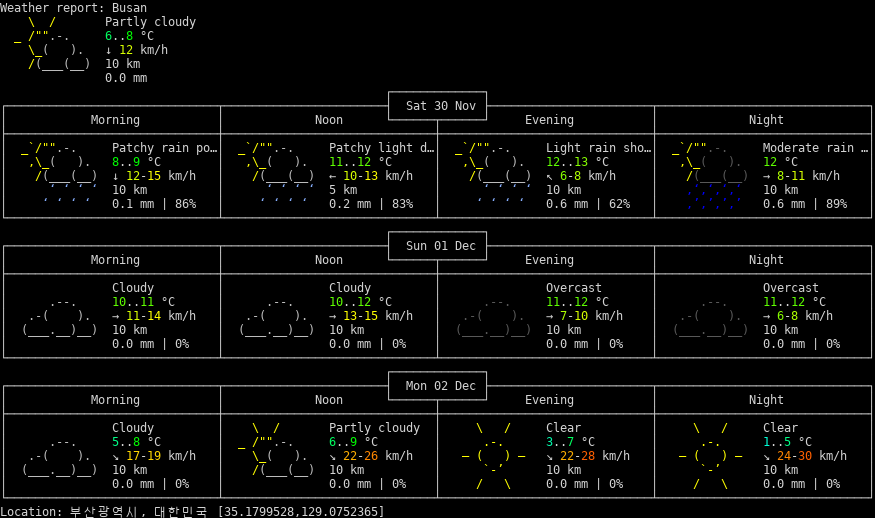 Weather report: Busan
Partly cloudy
6..8 °C
↓ 12 km/h
10 km
0.0 mm
Sat 30 Nov
Morning Noon Evening Night
Patchy rain po… Patchy light d… Light rain sho… Moderate rain …
8..9 °C 11..12 °C 12..13 °C 12 °C
↓ 12-15 km/h ← 10-13 km/h ↖ 6-8 km/h → 8-11 km/h
10 km 5 km 10 km 10 km
0.1 mm | 86% 0.2 mm | 83% 0.6 mm | 62% 0.6 mm | 89%
Sun 01 Dec
Morning Noon Evening Night
Cloudy Cloudy Overcast Overcast
10..11 °C 10..12 °C 11..12 °C 11..12 °C
→ 11-14 km/h → 13-15 km/h → 7-10 km/h → 6-8 km/h
10 km 10 km 10 km 10 km
0.0 mm | 0% 0.0 mm | 0% 0.0 mm | 0% 0.0 mm | 0%
Mon 02 Dec
Morning Noon Evening Night
Cloudy Partly cloudy Clear Clear
5..8 °C 6..9 °C 3..7 °C 1..5 °C
↘ 17-19 km/h ↘ 22-26 km/h ↘ 22-28 km/h ↘ 24-30 km/h
10 km 10 km 10 km 10 km
0.0 mm | 0% 0.0 mm | 0% 0.0 mm | 0% 0.0 mm | 0%
Location: 부산광역시, 대한민국 [35.1799528,129.0752365]